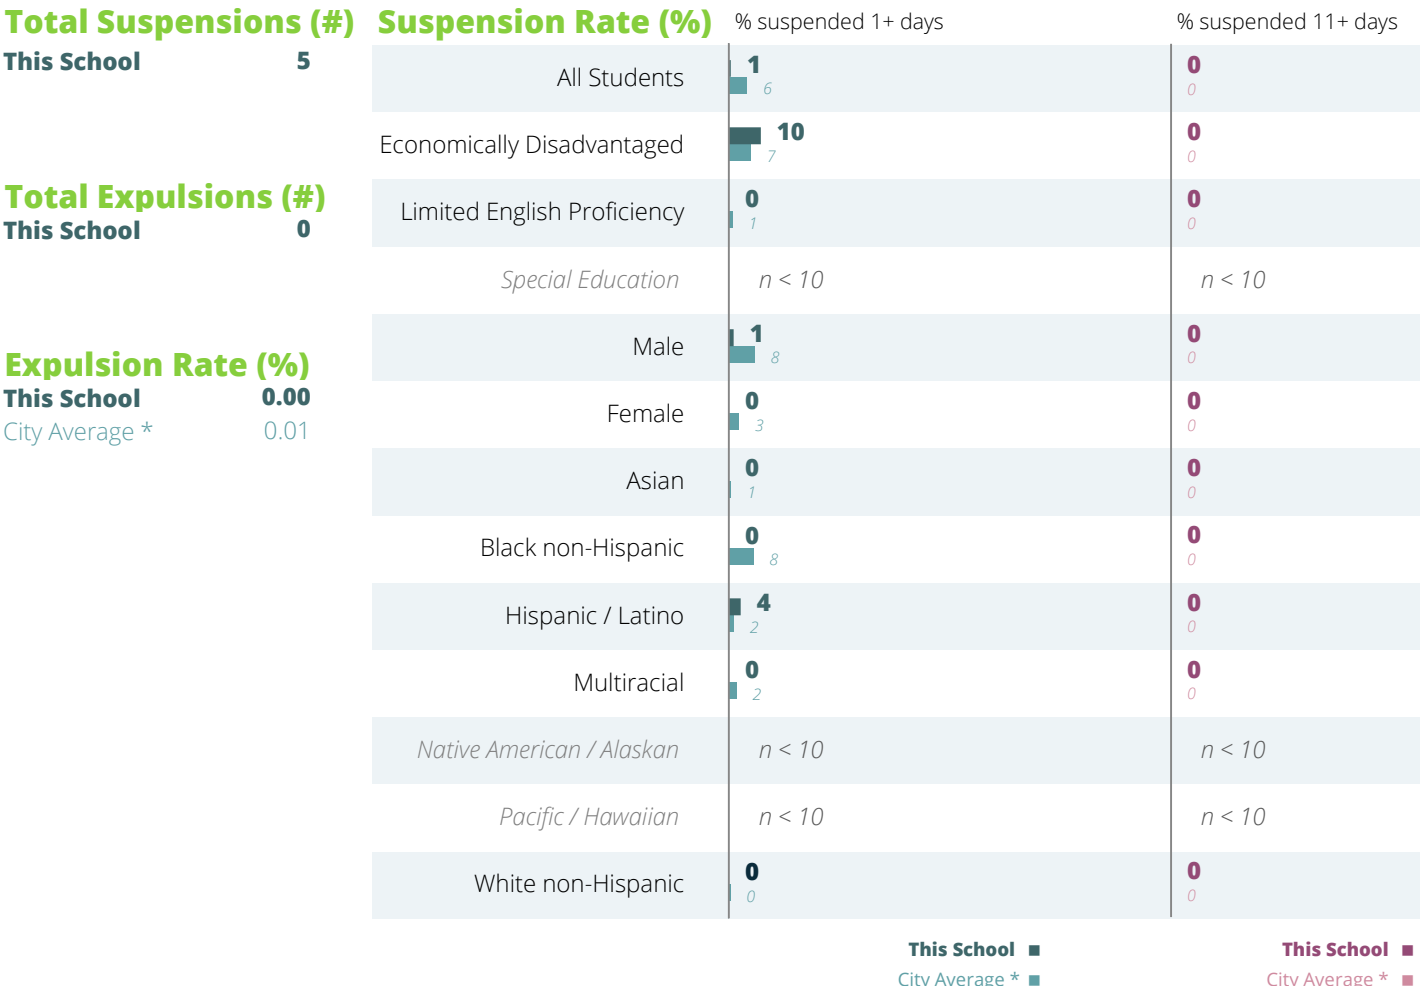 Total Suspensions (#)
This School 5
Total Expulsions (#)
This School 0
Expulsion Rate (%)
This School 0.00
City Average * 0.01
Suspension Rate (%) % suspended 1+ days % suspended 11+ days
All Students 1 0
6 0
Economically Disadvantaged 10 0
7 0
Limited English Proficiency 0 0
1 0
Special Education n < 10 n < 10
Male 1 0
8 0
Female 0 0
3 0
Asian 0 0
1 0
Black non-Hispanic 0 0
8 0
Hispanic / Latino 4 0
2 0
Multiracial 0 0
2 0
Native American / Alaskan n < 10 n < 10
Pacific / Hawaiian n < 10 n < 10
White non-Hispanic 0 0
0 0
This School This School
City Average * City Average *